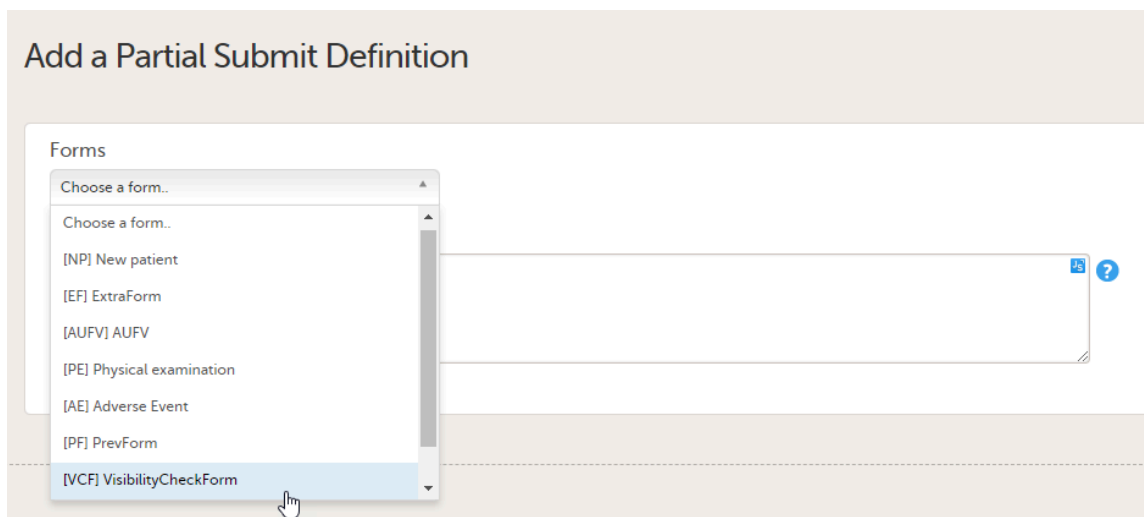 Add a Partial Submit Definition
Forms
Choose a form..
Choose a form..
[NP] New patient
[EF] ExtraForm
[AUFV] AUFV
[PE] Physical examination
[AE] Adverse Event
[PF] PrevForm
[VCF] VisibilityCheckForm
JS
?